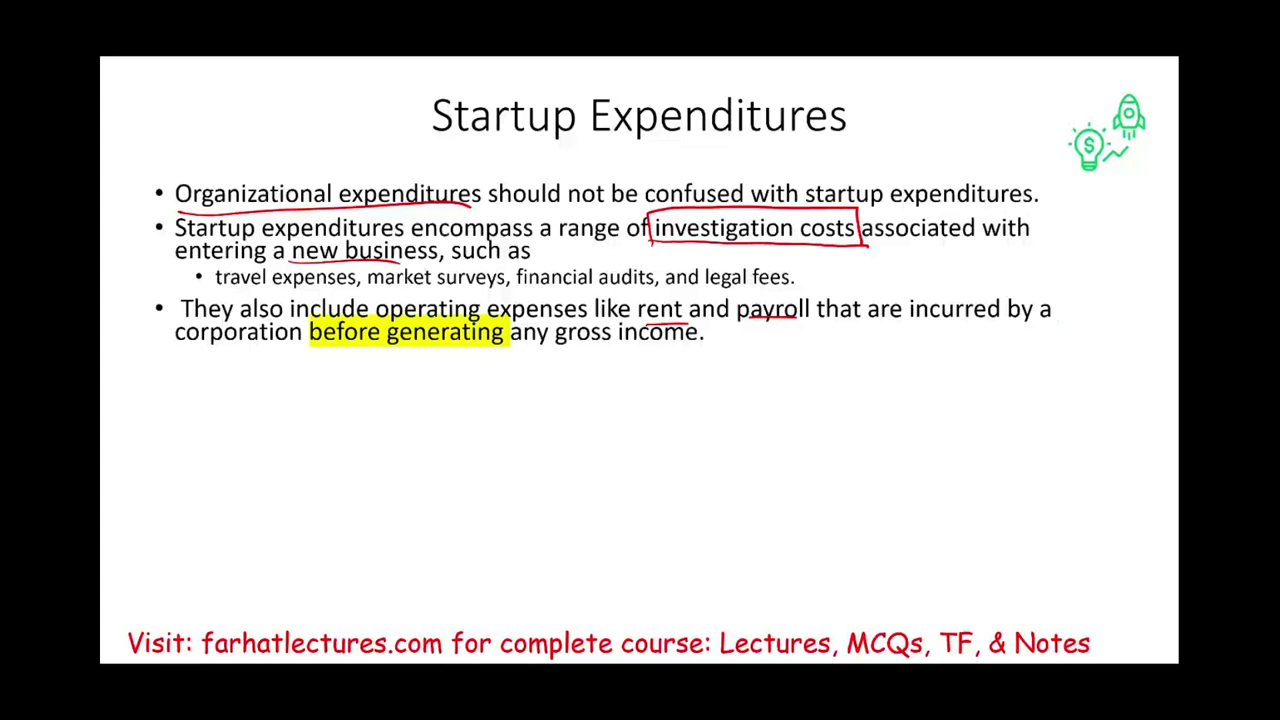 Startup Expenditures
$
• Organizational expenditures should not be confused with startup expenditures.
• Startup expenditures encompass a range of investigation costs associated with
entering a new business, such as
• travel expenses, market surveys, financial audits, and legal fees.
• They also include operating expenses like rent and payroll that are incurred by a
corporation before generating any gross income.
Visit: farhatlectures.com for complete course: Lectures, MCQs, TF, & Notes